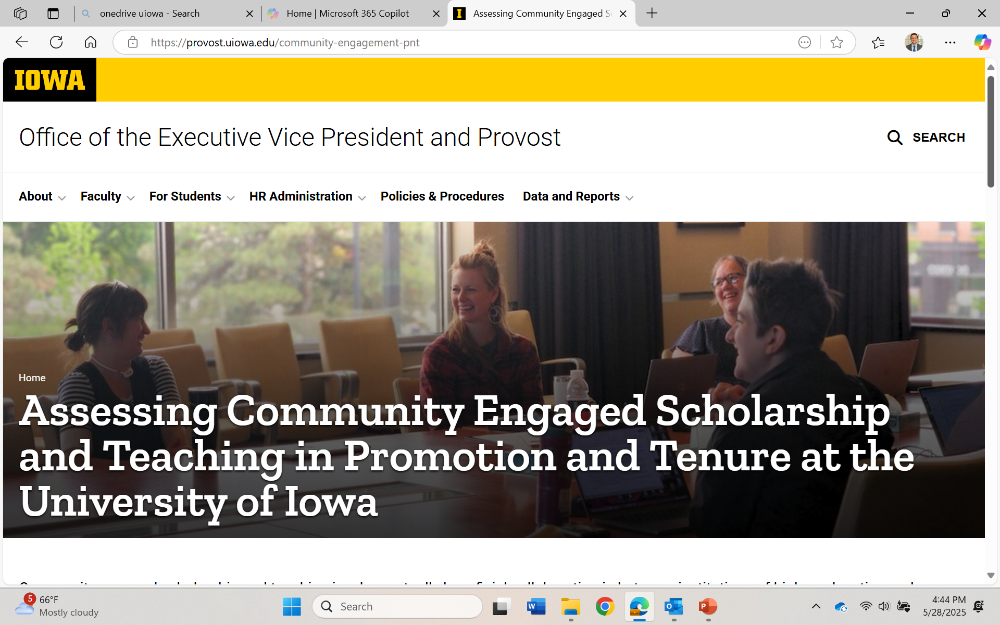 onedrive uiowa - Search
Home | Microsoft 365 Copilot
Assessing Community Engaged Sc
https://provost.uiowa.edu/community-engagement-pnt
IOWA
Office of the Executive Vice President and Provost
SEARCH
About
Faculty
For Students
HR Administration
Policies & Procedures
Data and Reports
Home
Assessing Community Engaged Scholarship
and Teaching in Promotion and Tenure at the
University of Iowa
5
66°F
Mostly cloudy
Search
4:44 PM
5/28/2025